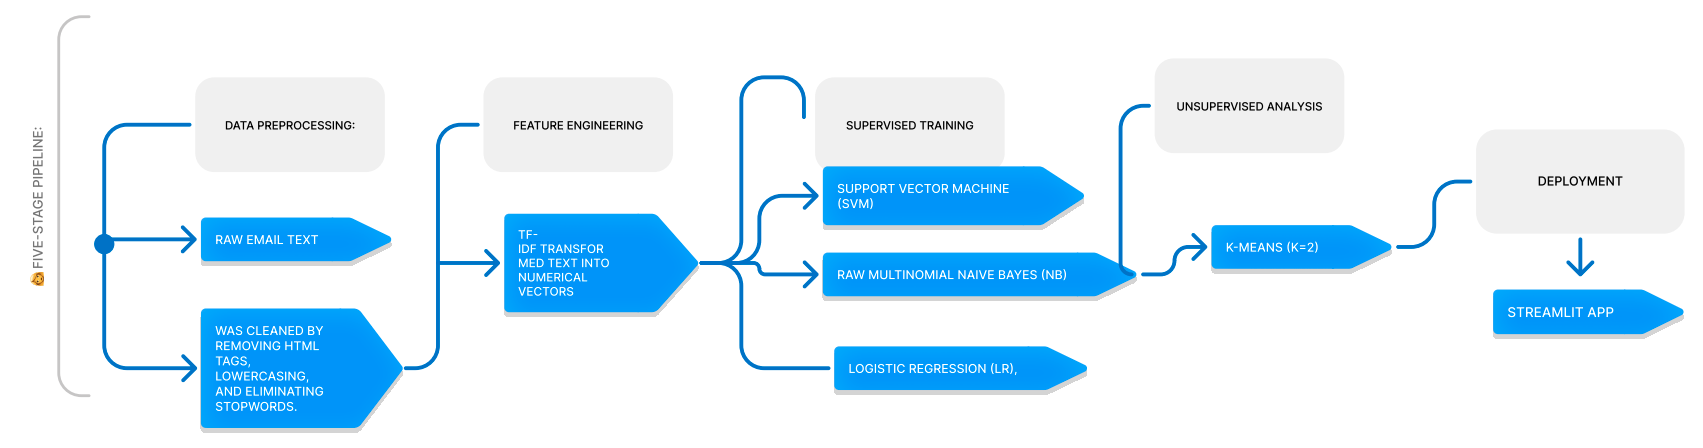 FIVE-STAGE PIPELINE:
DATA PREPROCESSING:
RAW EMAIL TEXT
WAS CLEANED BY
REMOVING HTML
TAGS,
LOWERCASING,
AND ELIMINATING
STOPWORDS.
FEATURE ENGINEERING
TF-
IDF TRANSFOR
MED TEXT INTO
NUMERICAL
VECTORS
SUPERVISED TRAINING
SUPPORT VECTOR MACHINE
(SVM)
RAW MULTINOMIAL NAIVE BAYES (NB)
LOGISTIC REGRESSION (LR),
UNSUPERVISED ANALYSIS
K-MEANS (K=2)
DEPLOYMENT
STREAMLIT APP